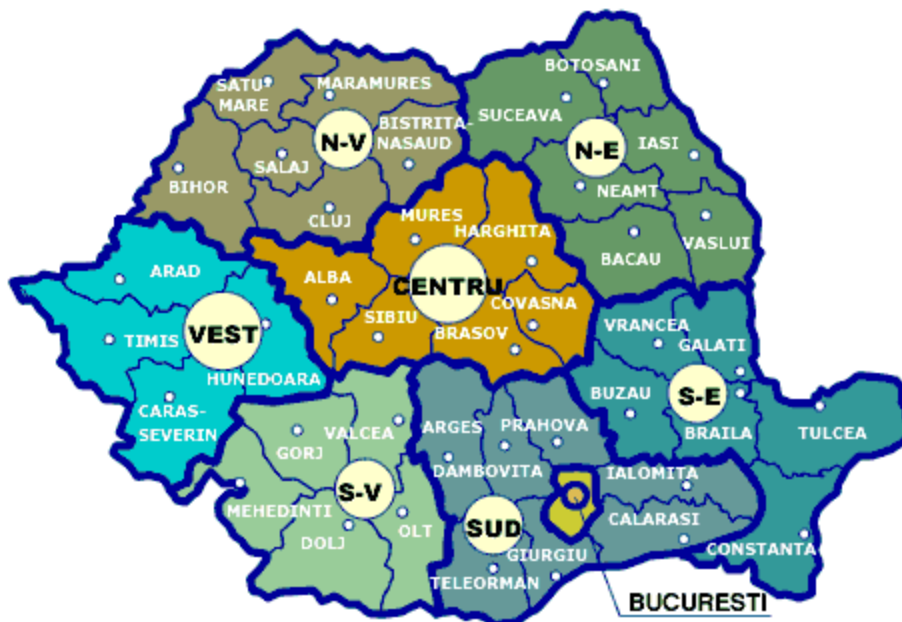 BOTOSANI
SATU
MARE
MARAMURES
SUCEAVA
BISTRITA-
NASAUD
N-V
N-E
IASI
SALAJ
BIHOR
NEAMT
CLUJ
MURES
HARGHITA
VASLUI
BACAU
ARAD
ALBA
CENTRU
COVASNA
SIBIU
BRASOV
VRANCEA
GALATI
TIMIS
VEST
HUNEDOARA
BUZAU
S-E
CARAS-
SEVERIN
VALCEA
ARGES
PRAHOVA
BRAILA
TULCEA
GORJ
DAMBOVITA
IALOMITA
S-V
MEHEDINTI
DOLJ
OLT
SUD
CALARASI
GIURGIU
CONSTANTA
TELEORMAN
BUCURESTI